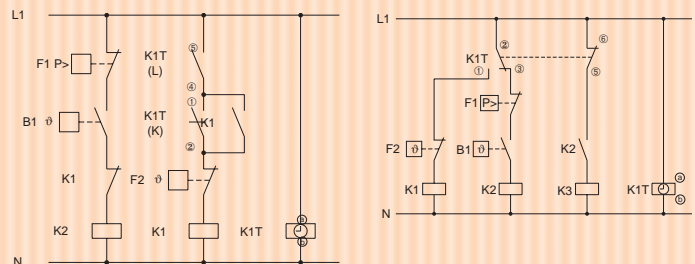 L1
F1 P>
K1T
(L)
⑤
④
B1 ϑ
K1T
(K)
①
K1
②
K1
F2 ϑ
K2
K1
K1T
ⓐ
ⓑ
N
L1
K1T
②
⑥
①
③
⑤
F1 P>
F2 ϑ
B1 ϑ
K2
K1
K2
K3
K1T
ⓐ
ⓑ
N